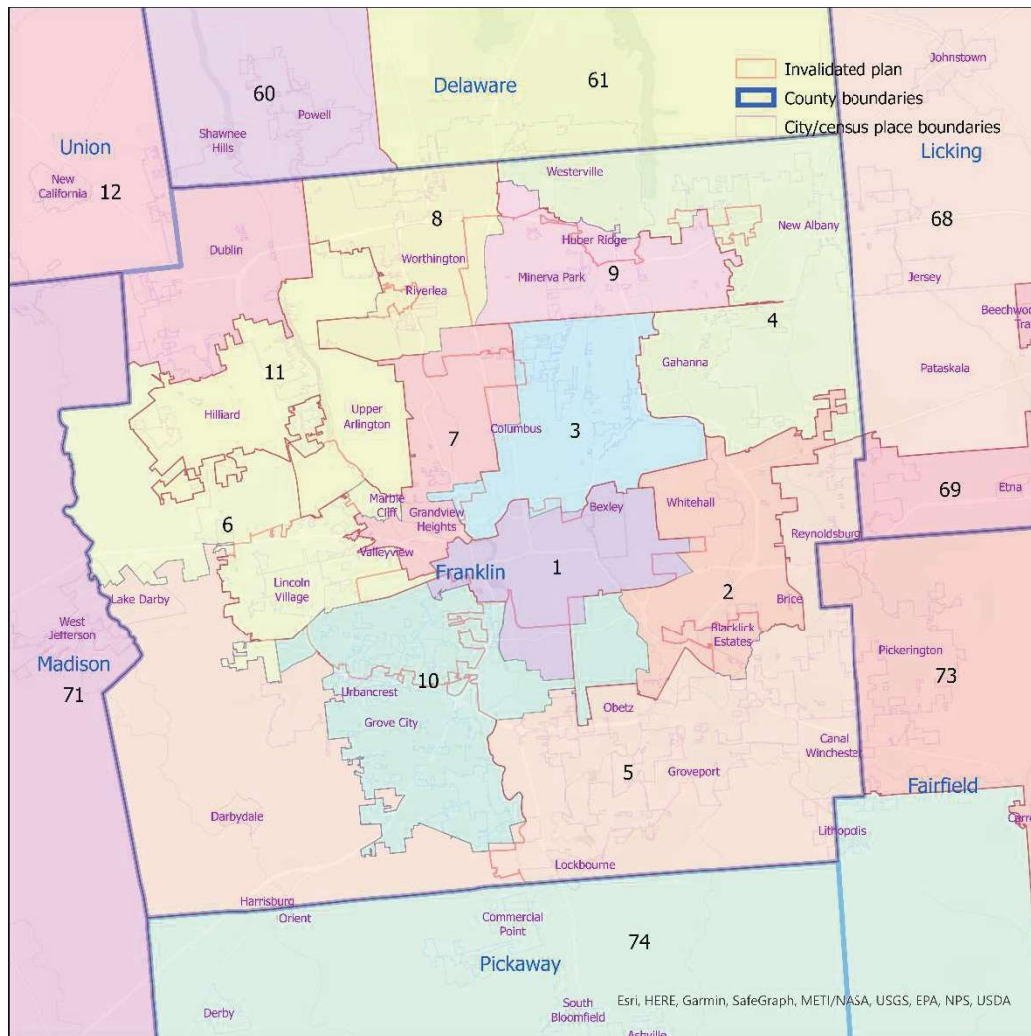 60
Delaware
61
Johnstown
Invalidated plan
County boundaries
City/census place boundaries
Powell
Shawnee
Hills
Union
New
California
12
Licking
Westerville
8
New Albany
68
Dublin
Worthington
Huber Ridge
9
Minerva Park
Riverlea
Jersey
Beechwood
Tra
4
Gahanna
Pataskala
11
Hilliard
Upper
Arlington
7
Columbus
3
69
Etna
Marble
Cliff
Grandview
Heights
Bexley
Whitehall
Reynoldsburg
6
Valleyview
Franklin
1
2
Lincoln
Village
Lake Darby
Brice
West
Jefferson
Madison
71
Blacklick
Estates
Pickerington
73
10
Urbancrest
Grove City
Obetz
Canal
Winchester
5
Groveport
Fairfield
Darbydale
Lithopolis
Carro
Lockbourne
Harrisburg
Orient
Commercial
Point
74
Pickaway
Esri, HERE, Garmin, SafeGraph, METI/NASA, USGS, EPA, NPS, USDA
Derby
South
Bloomfield
Ashville